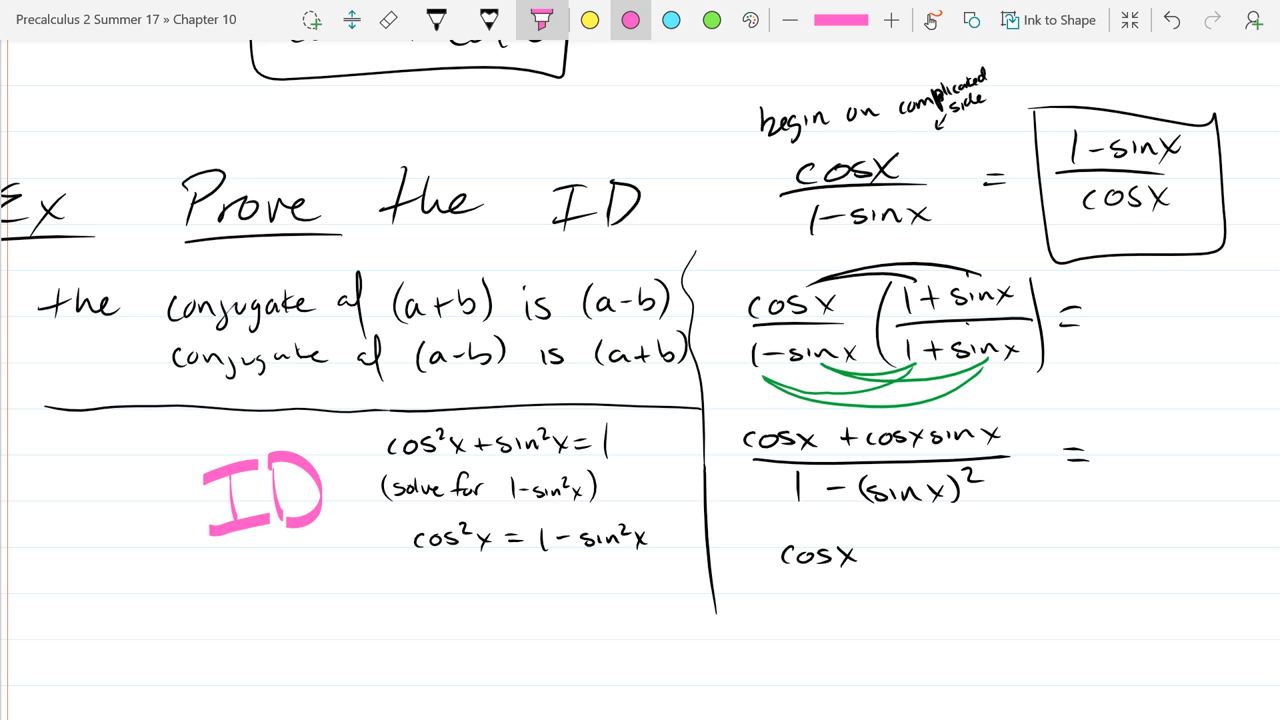 Precalculus 2 Summer 17 » Chapter 10
Ink to Shape
begin on complicated side
Ex Prove the ID
cosx / 1-sinx = 1-sinx / cosx
the conjugate of (a+b) is (a-b)
conjugate of (a-b) is (a+b)
cosx / 1-sinx (1+sinx / 1+sinx) =
ID
cos²x+sin²x=1
(solve for 1-sin²x)
cos²x = 1-sin²x
cosx + cosxsinx / 1-(sinx)² =
cosx